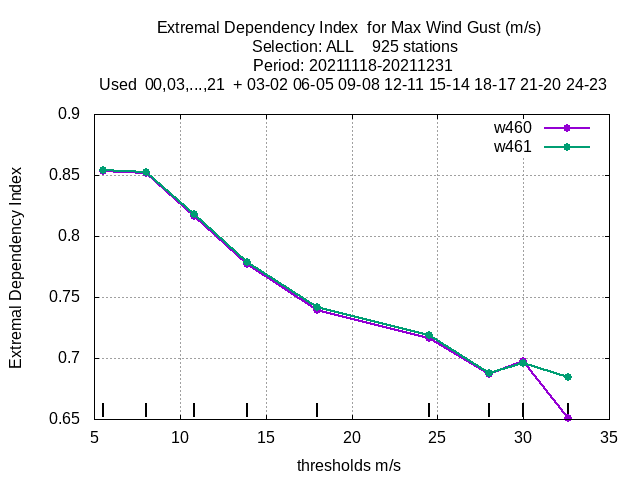 Extremal Dependency Index  for Max Wind Gust (m/s)
Selection: ALL    925 stations
Period: 20211118-20211231
Used  00,03,...,21  + 03-02 06-05 09-08 12-11 15-14 18-17 21-20 24-23
w460
w461
0.9
0.85
0.8
0.75
0.7
0.65
Extremal Dependency Index
5 10 15 20 25 30 35
thresholds m/s